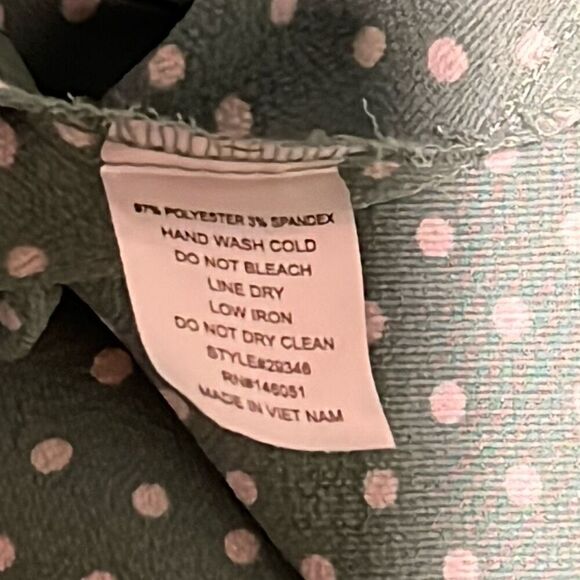 97% POLYESTER 3% SPANDEX
HAND WASH COLD
DO NOT BLEACH
LINE DRY
LOW IRON
DO NOT DRY CLEAN
STYLE#29346
RN#146051
MADE IN VIET NAM